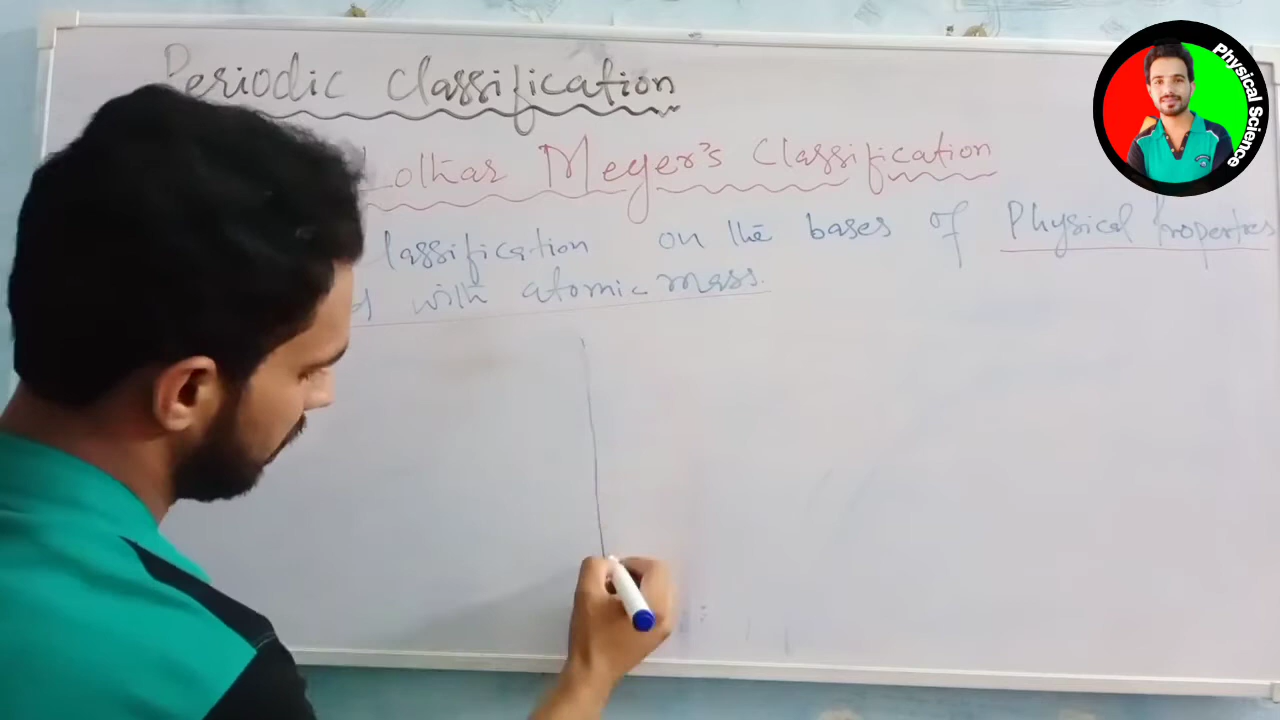 Periodic Classification
Lothar Meyer's Classification
lassification on the bases of Physical Properties
with atomic mass.
Physical Science